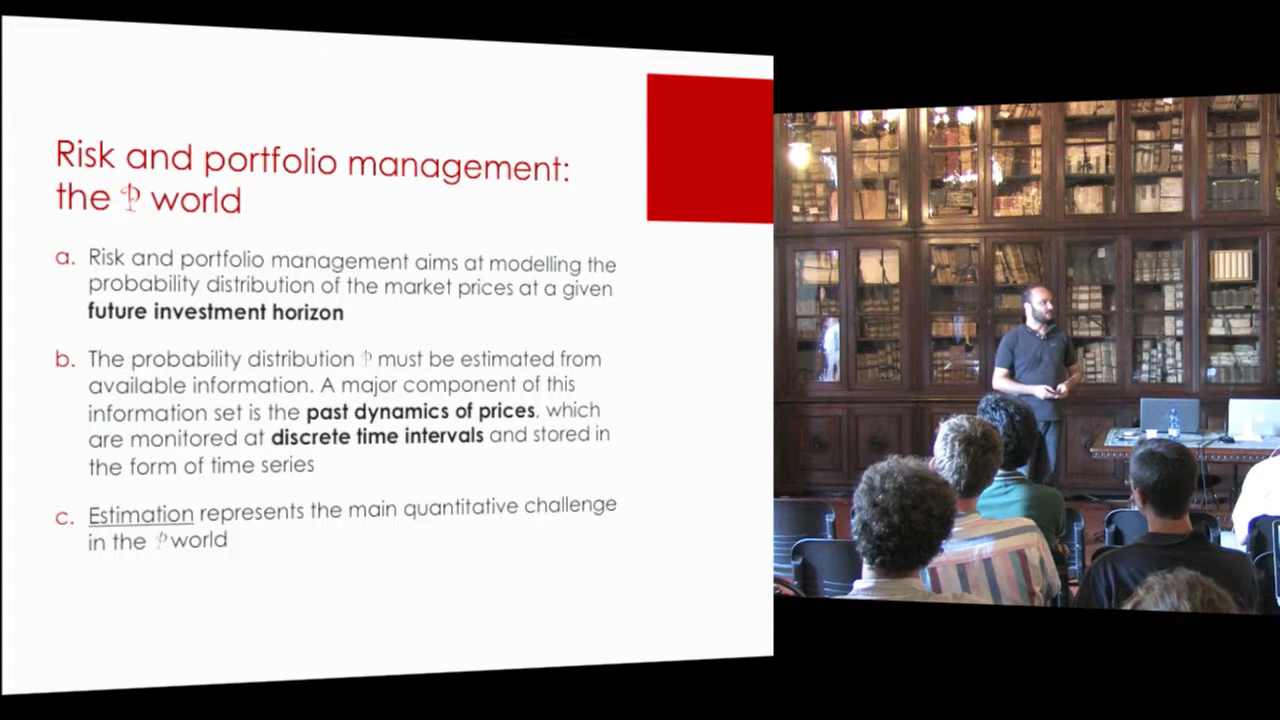 Risk and portfolio management:
the ℙ world
a. Risk and portfolio management aims at modelling the
probability distribution of the market prices at a given
future investment horizon
b. The probability distribution ℙ must be estimated from
available information. A major component of this
information set is the past dynamics of prices, which
are monitored at discrete time intervals and stored in
the form of time series
c. Estimation represents the main quantitative challenge
in the ℙ world